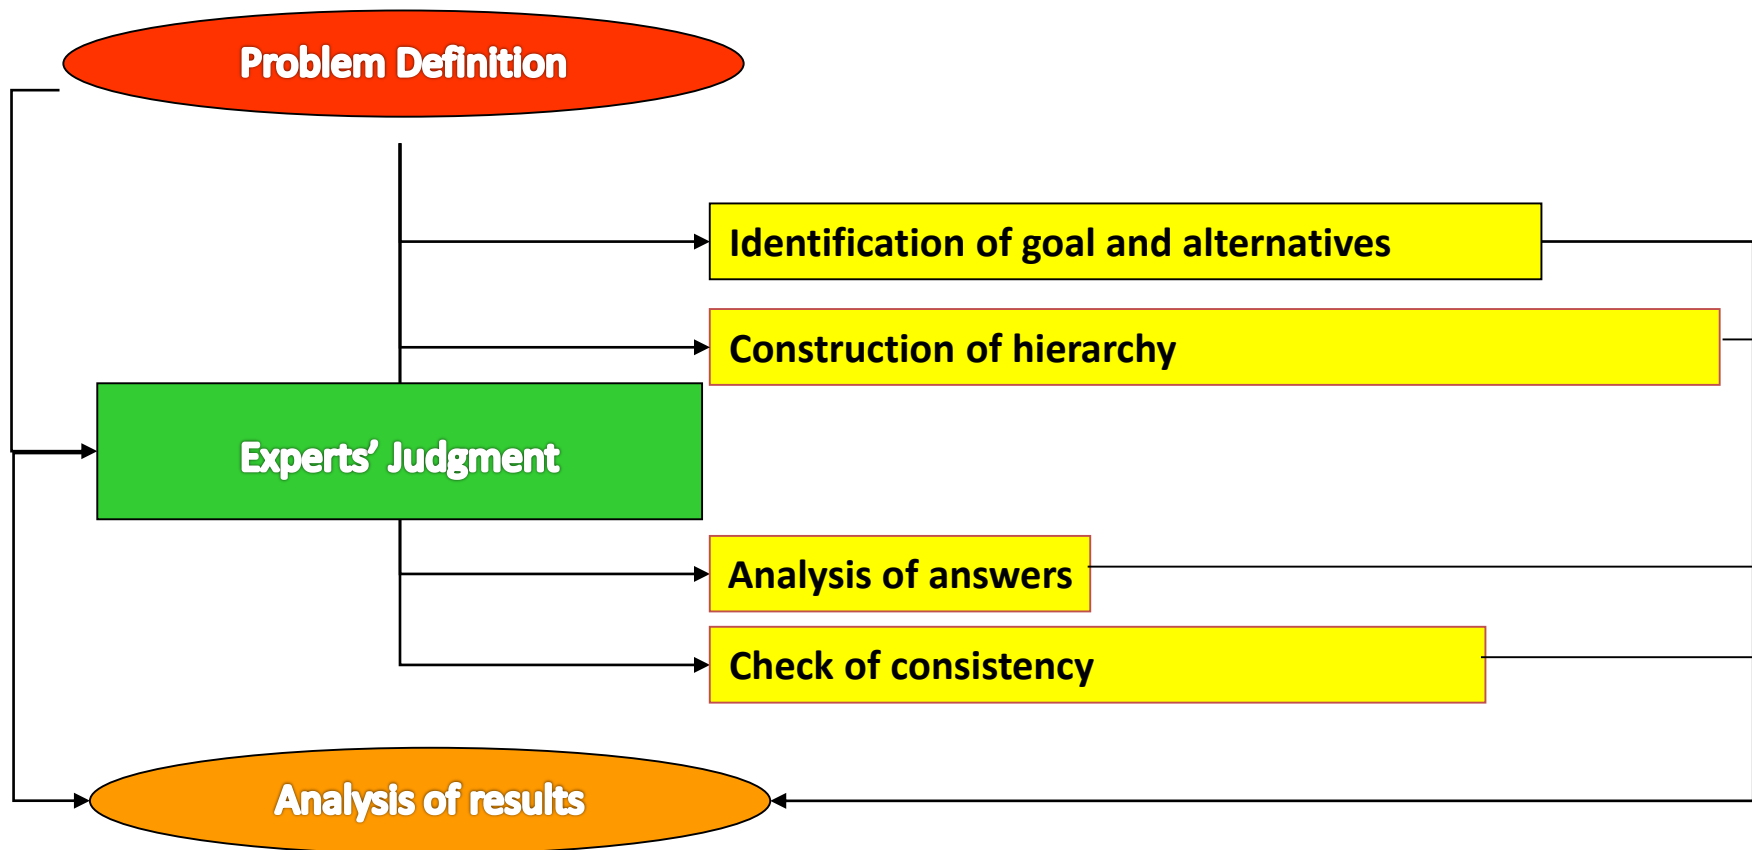 Problem Definition
Identification of goal and alternatives
Construction of hierarchy
Experts’ Judgment
Analysis of answers
Check of consistency
Analysis of results